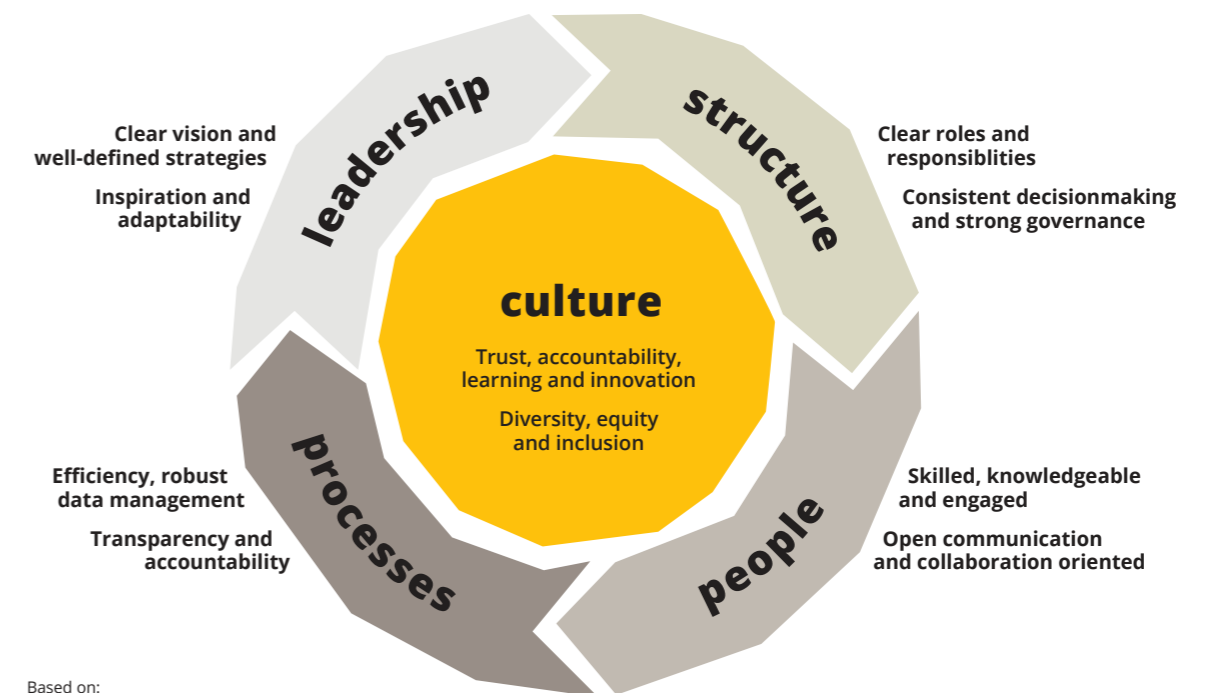 leadership
Clear vision and
well-defined strategies
Inspiration and
adaptability
structure
Clear roles and
responsiblities
Consistent decisionmaking
and strong governance
culture
Trust, accountability,
learning and innovation
Diversity, equity
and inclusion
processes
Efficiency, robust
data management
Transparency and
accountability
people
Skilled, knowledgeable
and engaged
Open communication
and collaboration oriented
Based on: